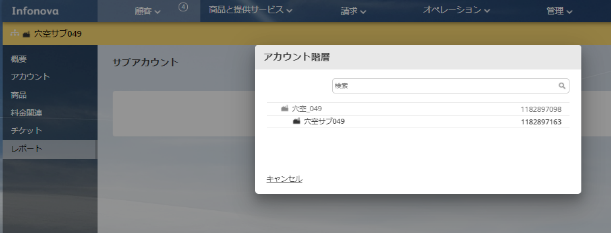 Infonova
顧客 4 商品と提供サービス 請求 オペレーション 管理
穴空サブ049
概要
アカウント
商品
料金関連
チケット
レポート
サブアカウント
アカウント階層
検索
穴空_049 1182897098
穴空サブ049 1182897163
キャンセル